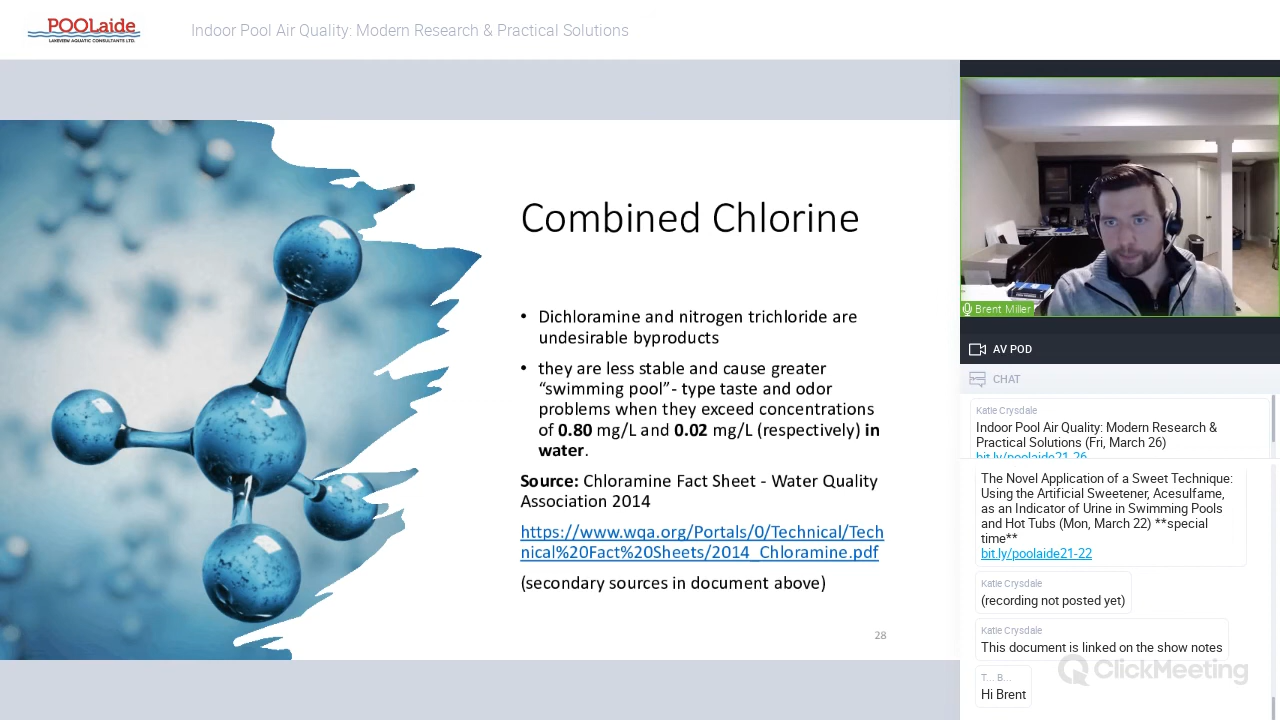 POOLaide
LAKEVIEW AQUATIC CONSULTANTS LTD.
Indoor Pool Air Quality: Modern Research & Practical Solutions
Combined Chlorine
• Dichloramine and nitrogen trichloride are
undesirable byproducts
• they are less stable and cause greater
“swimming pool”- type taste and odor
problems when they exceed concentrations
of 0.80 mg/L and 0.02 mg/L (respectively) in
water.
Source: Chloramine Fact Sheet - Water Quality
Association 2014
https://www.wqa.org/Portals/0/Technical/Tech
nical%20Fact%20Sheets/2014_Chloramine.pdf
(secondary sources in document above)
28
Brent Miller
AV POD
CHAT
Katie Crysdale
Indoor Pool Air Quality: Modern Research &
Practical Solutions (Fri, March 26)
bit.ly/poolaide21-26
The Novel Application of a Sweet Technique:
Using the Artificial Sweetener, Acesulfame,
as an Indicator of Urine in Swimming Pools
and Hot Tubs (Mon, March 22) **special
time**
bit.ly/poolaide21-22
Katie Crysdale
(recording not posted yet)
Katie Crysdale
This document is linked on the show notes
ClickMeeting
T... B...
Hi Brent